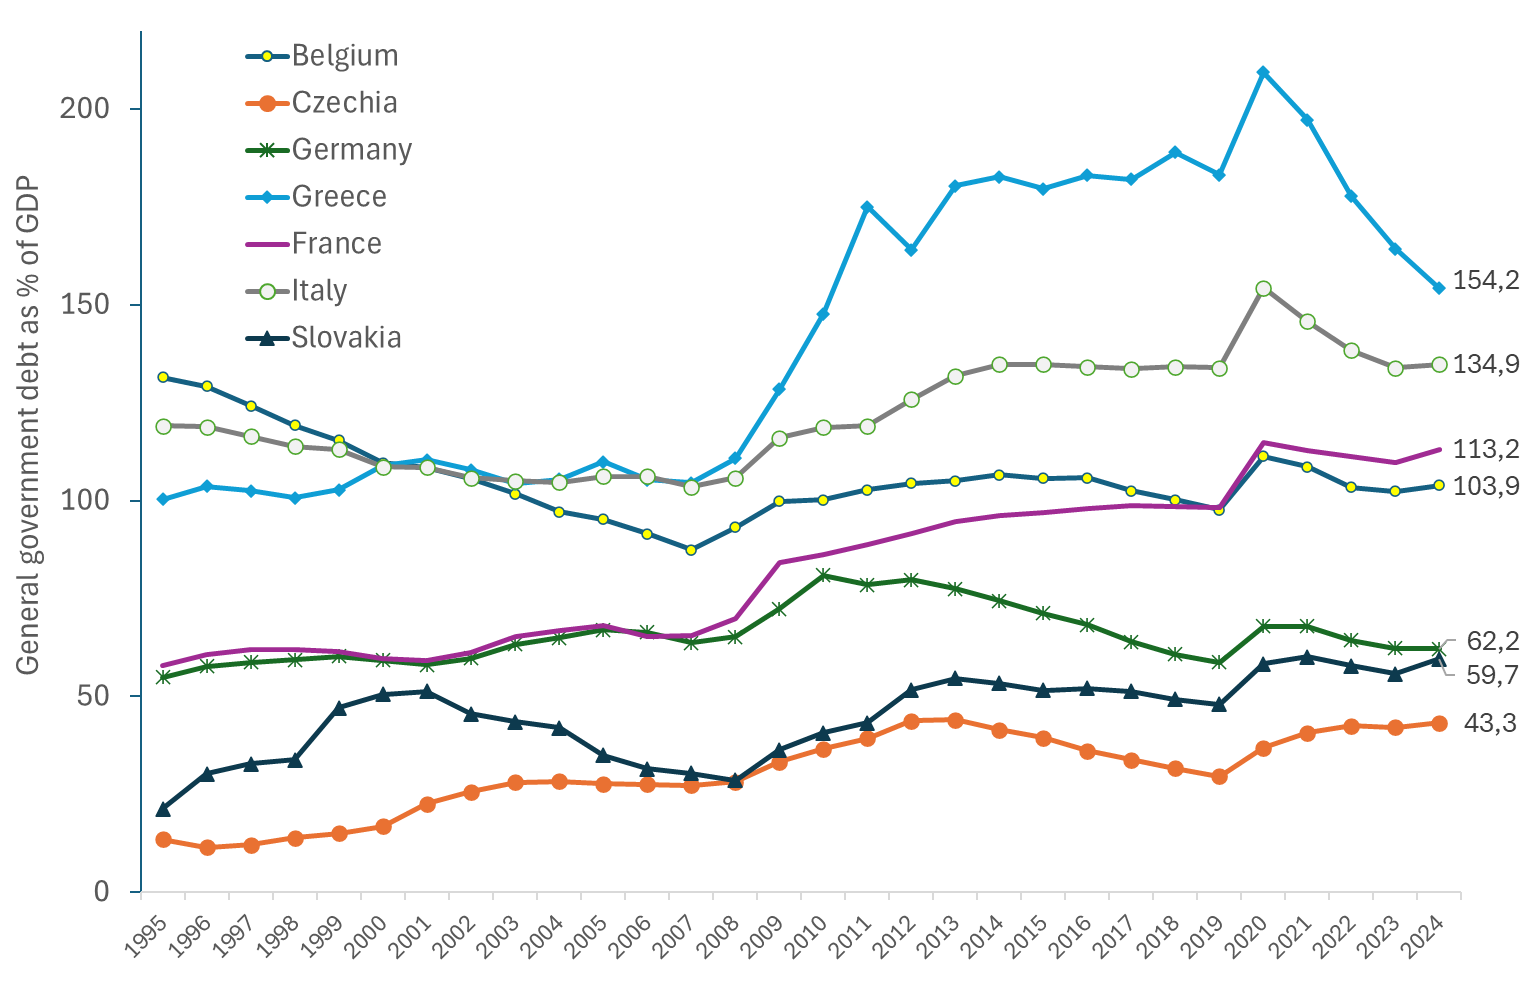 Belgium
Czechia
Germany
Greece
France
Italy
Slovakia
General government debt as % of GDP
200
150
100
50
0
154,2
134,9
113,2
103,9
62,2
59,7
43,3
1995 1996 1997 1998 1999 2000 2001 2002 2003 2004 2005 2006 2007 2008 2009 2010 2011 2012 2013 2014 2015 2016 2017 2018 2019 2020 2021 2022 2023 2024